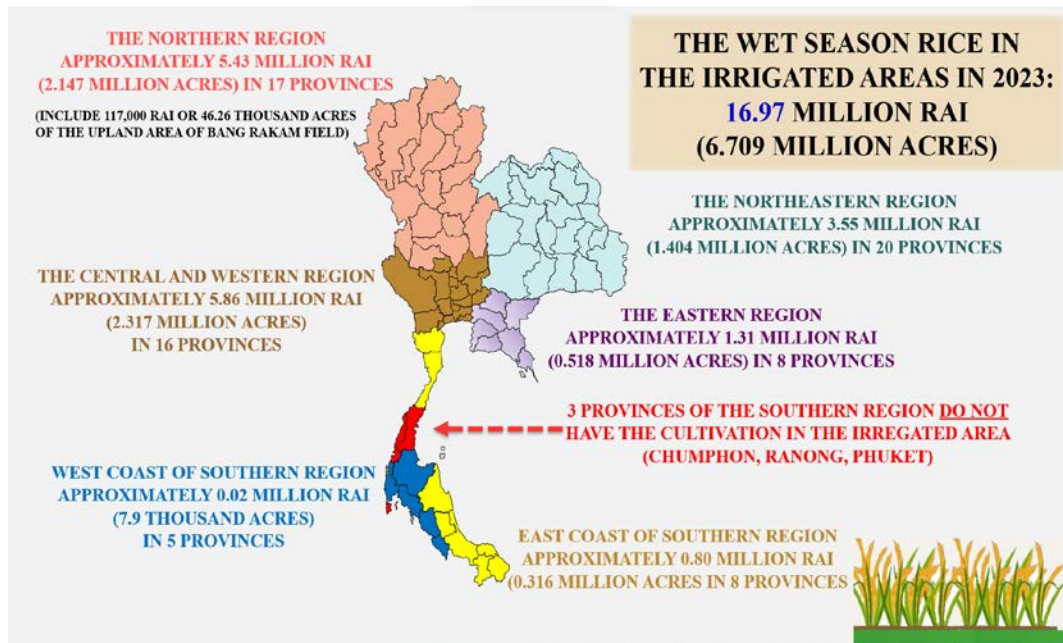 THE NORTHERN REGION
APPROXIMATELY 5.43 MILLION RAI
(2.147 MILLION ACRES) IN 17 PROVINCES
(INCLUDE 117,000 RAI OR 46.26 THOUSAND ACRES
OF THE UPLAND AREA OF BANG RAKAM FIELD)
THE WET SEASON RICE IN
THE IRRIGATED AREAS IN 2023:
16.97 MILLION RAI
(6.709 MILLION ACRES)
THE NORTHEASTERN REGION
APPROXIMATELY 3.55 MILLION RAI
(1.404 MILLION ACRES) IN 20 PROVINCES
THE CENTRAL AND WESTERN REGION
APPROXIMATELY 5.86 MILLION RAI
(2.317 MILLION ACRES)
IN 16 PROVINCES
THE EASTERN REGION
APPROXIMATELY 1.31 MILLION RAI
(0.518 MILLION ACRES) IN 8 PROVINCES
3 PROVINCES OF THE SOUTHERN REGION DO NOT
HAVE THE CULTIVATION IN THE IRREGATED AREA
(CHUMPHON, RANONG, PHUKET)
WEST COAST OF SOUTHERN REGION
APPROXIMATELY 0.02 MILLION RAI
(7.9 THOUSAND ACRES)
IN 5 PROVINCES
EAST COAST OF SOUTHERN REGION
APPROXIMATELY 0.80 MILLION RAI
(0.316 MILLION ACRES IN 8 PROVINCES